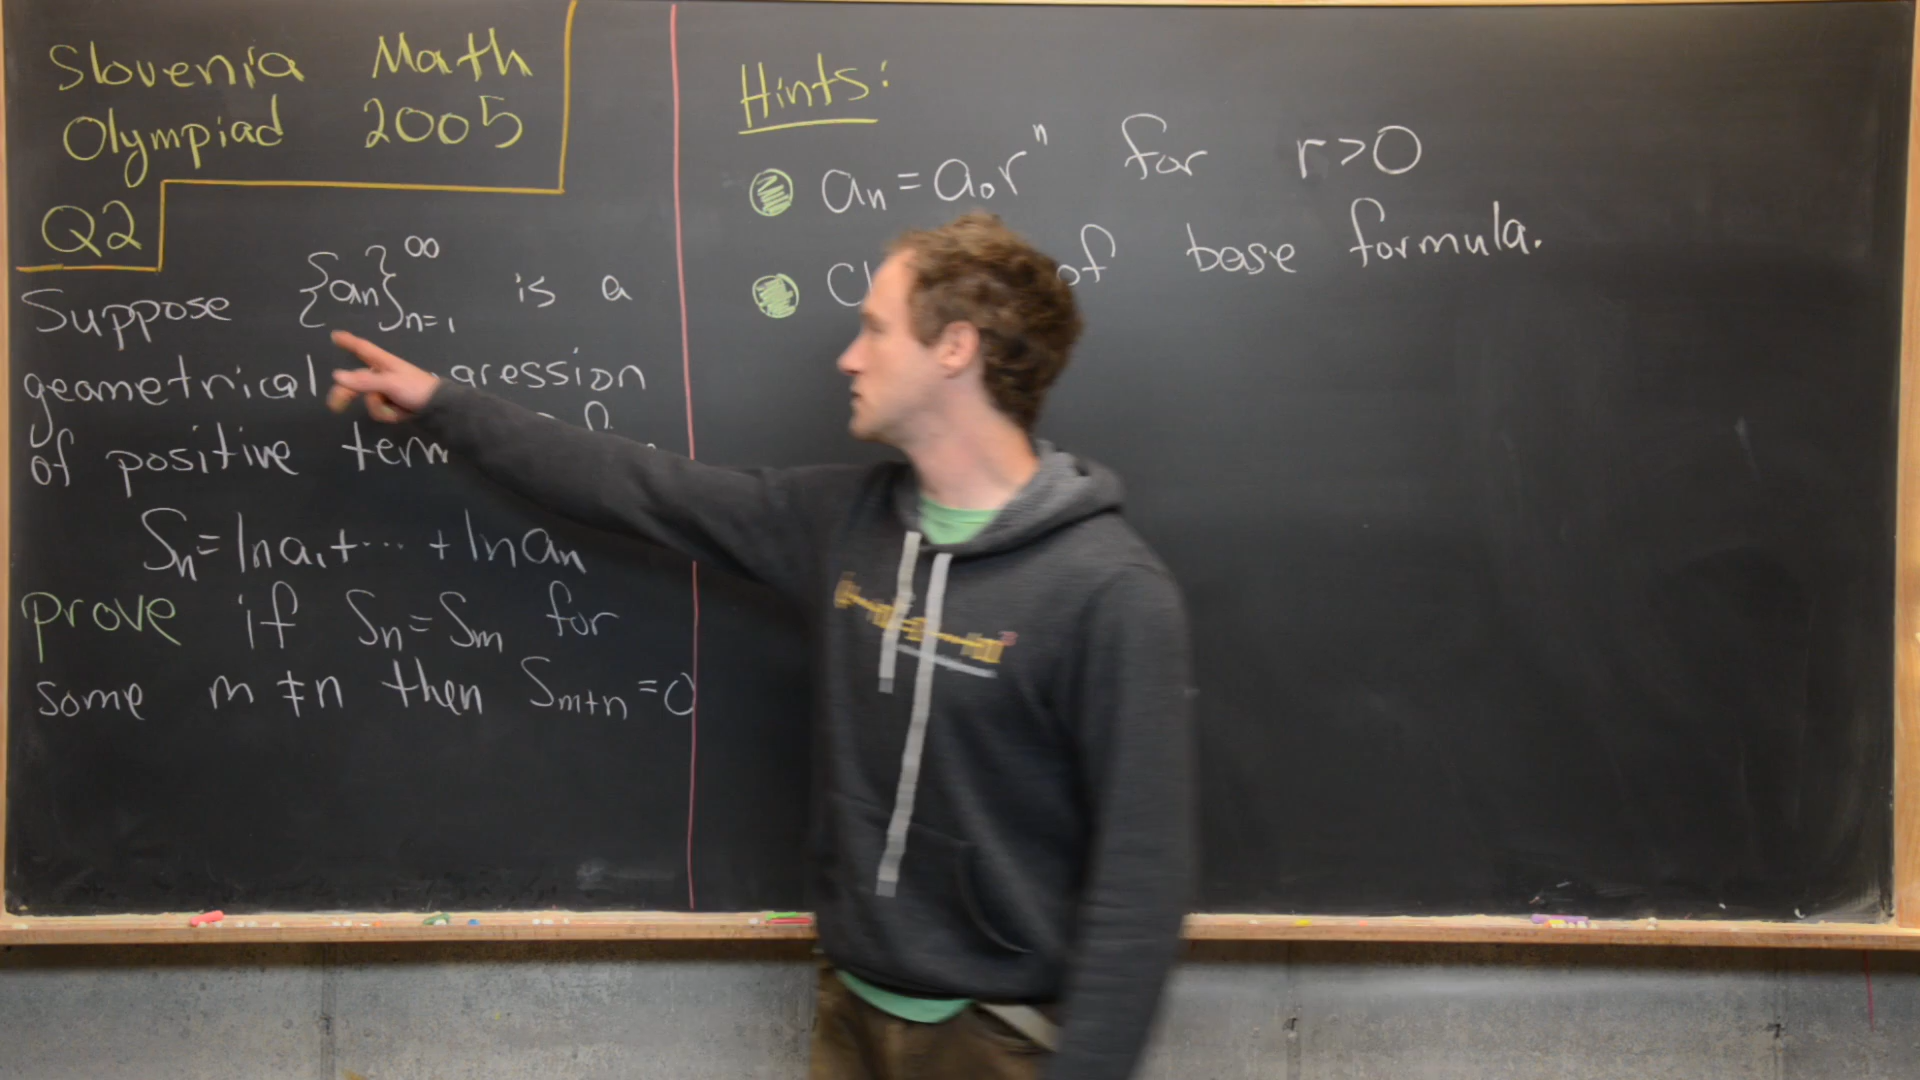 Slovenia Math
Olympiad 2005
Q2
Suppose {an}∞n=1 is a
geometrical
of positive
Sn = ln a1 + ... + ln an
prove if Sn = Sm for
some m ≠ n then Sm+n = 0
Hints:
an = a0 r^n for r > 0
of base formula.